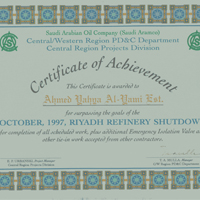 Saudi Arabian Oil Company (Saudi Aramco)
Central/Western Region PD&C Department
Central Region Projects Division
Certificate of Achievement
This Certificate is awarded to
Ahmed Yahya Al-Yami Est.
for surpassing the goals of the
OCTOBER, 1997, RIYADH REFINERY SHUTDOW
for completion of all scheduled work, plus additional Emergency Isolation Valve a
other tie-in work accepted from other contractors.